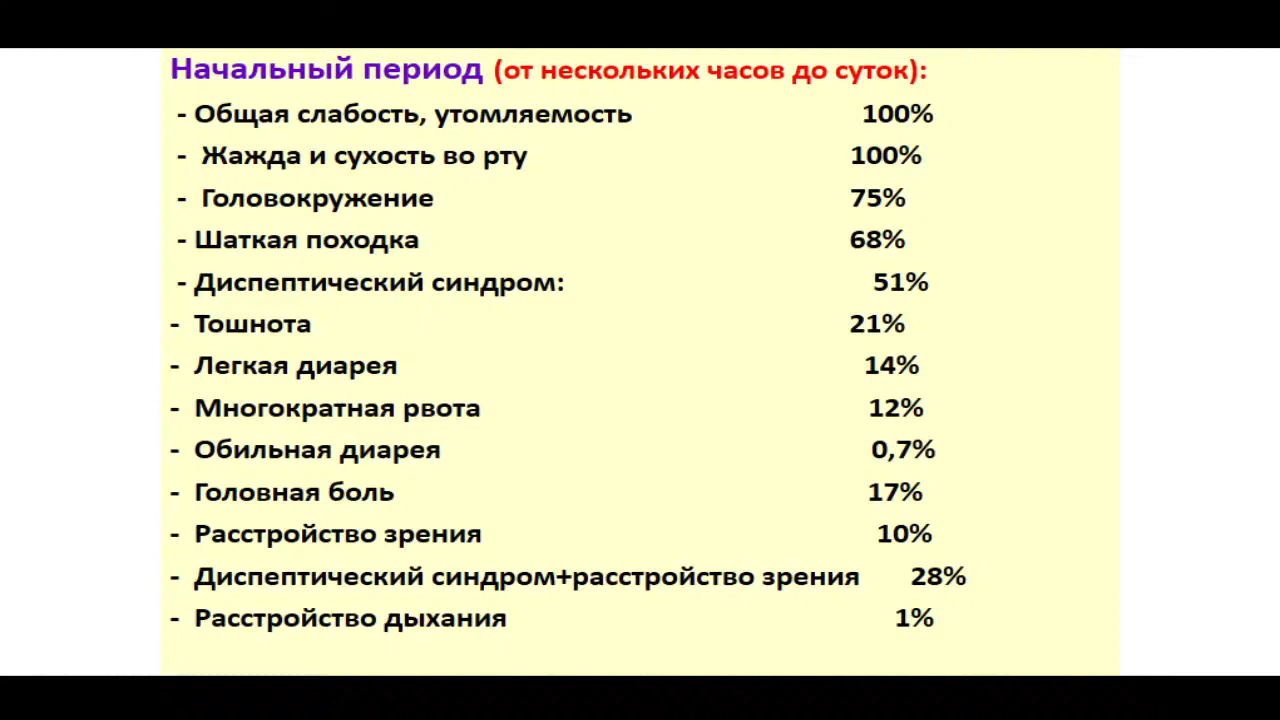 Начальный период (от нескольких часов до суток):
- Общая слабость, утомляемость 100%
- Жажда и сухость во рту 100%
- Головокружение 75%
- Шаткая походка 68%
- Диспептический синдром: 51%
- Тошнота 21%
- Легкая диарея 14%
- Многократная рвота 12%
- Обильная диарея 0,7%
- Головная боль 17%
- Расстройство зрения 10%
- Диспептический синдром+расстройство зрения 28%
- Расстройство дыхания 1%